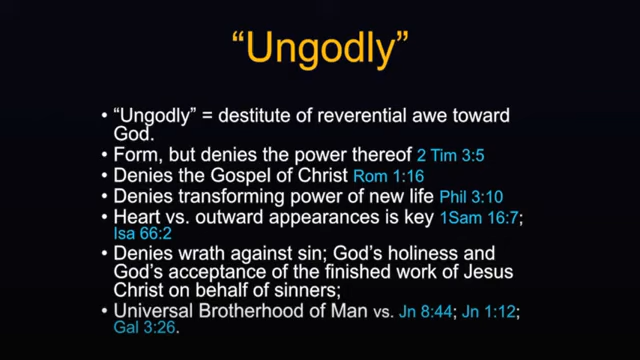 “Ungodly”
• “Ungodly” = destitute of reverential awe toward
God.
• Form, but denies the power thereof 2 Tim 3:5
• Denies the Gospel of Christ Rom 1:16
• Denies transforming power of new life Phil 3:10
• Heart vs. outward appearances is key 1Sam 16:7;
Isa 66:2
• Denies wrath against sin; God’s holiness and
God’s acceptance of the finished work of Jesus
Christ on behalf of sinners;
• Universal Brotherhood of Man vs. Jn 8:44; Jn 1:12;
Gal 3:26.